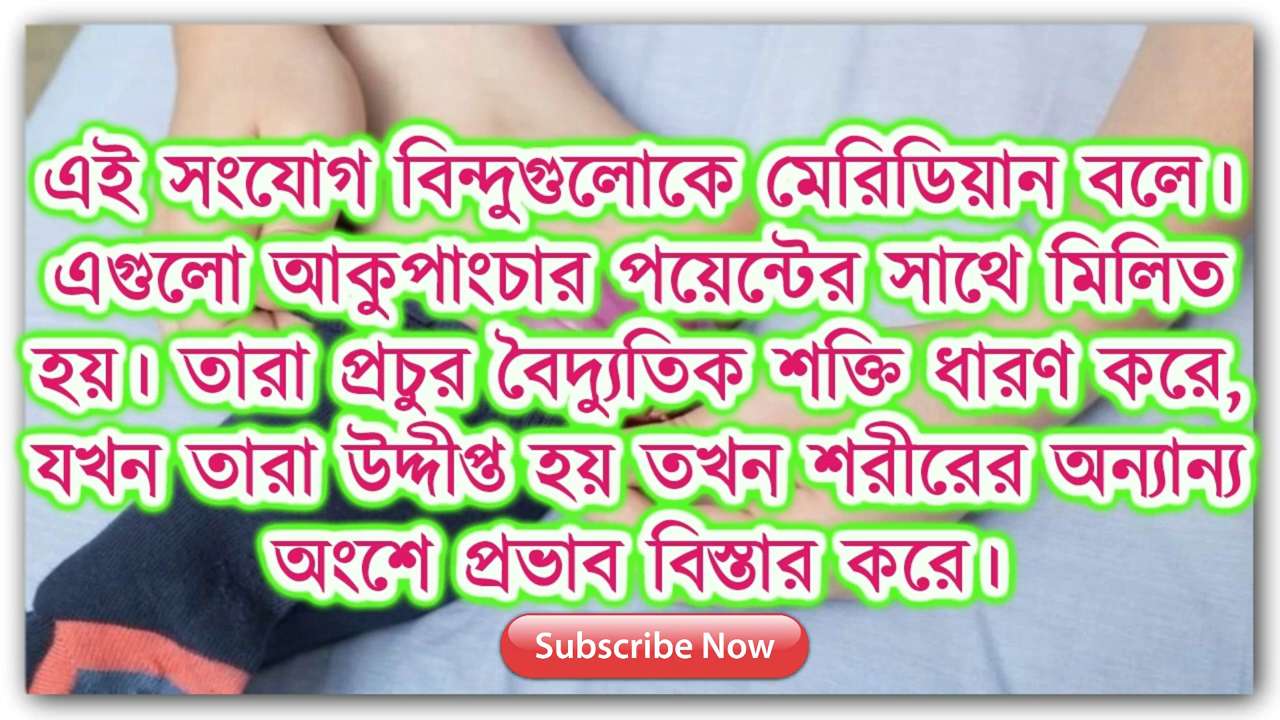 এই সংযোগ বিন্দুগুলোকে মেরিডিয়ান বলে।
এগুলো আকুপাংচার পয়েন্টের সাথে মিলিত
হয়। তারা প্রচুর বৈদ্যুতিক শক্তি ধারণ করে,
যখন তারা উদ্দীপ্ত হয় তখন শরীরের অন্যান্য
অংশে প্রভাব বিস্তার করে।
Subscribe Now